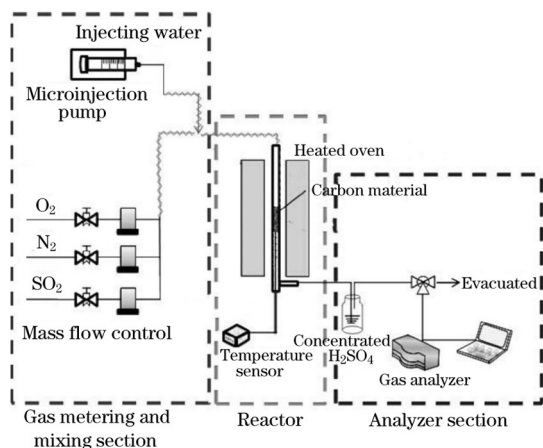 Injecting water
Microinjection
pump
O₂
N₂
SO₂
Mass flow control
Heated oven
Carbon material
Temperature
sensor
Concentrated
H₂SO₄
Evacuated
Gas analyzer
Gas metering and
mixing section
Reactor
Analyzer section